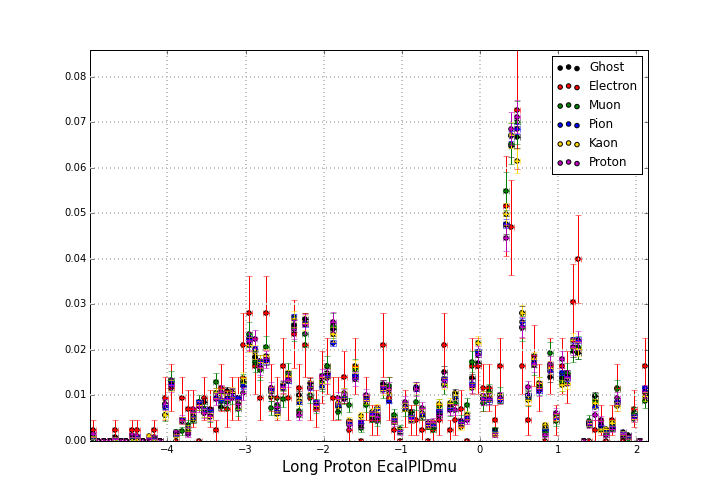 0.08
0.07
0.06
0.05
0.04
0.03
0.02
0.01
0.00
−4 −3 −2 −1 0 1 2
Long Proton EcalPIDmu
Ghost
Electron
Muon
Pion
Kaon
Proton